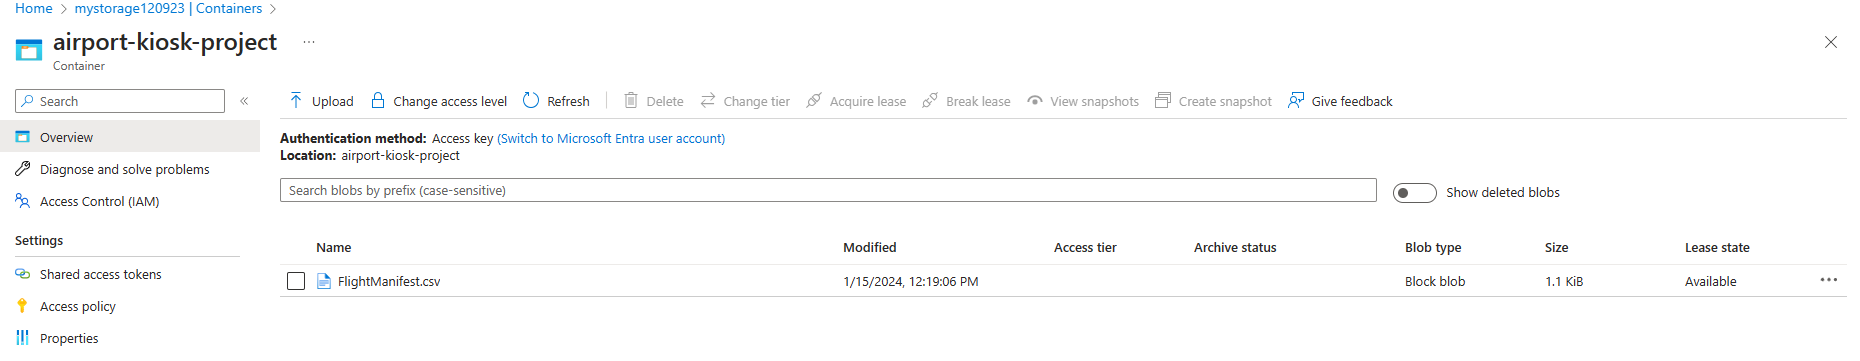 Home > mystorage120923 | Containers >
airport-kiosk-project ...
Container
Search «
Upload Change access level Refresh Delete Change tier Acquire lease Break lease View snapshots Create snapshot Give feedback
Overview
Diagnose and solve problems
Access Control (IAM)
Settings
Shared access tokens
Access policy
Properties
Authentication method: Access key (Switch to Microsoft Entra user account)
Location: airport-kiosk-project
Search blobs by prefix (case-sensitive)
Show deleted blobs
Name Modified Access tier Archive status Blob type Size Lease state
FlightManifest.csv 1/15/2024, 12:19:06 PM Block blob 1.1 KiB Available ...